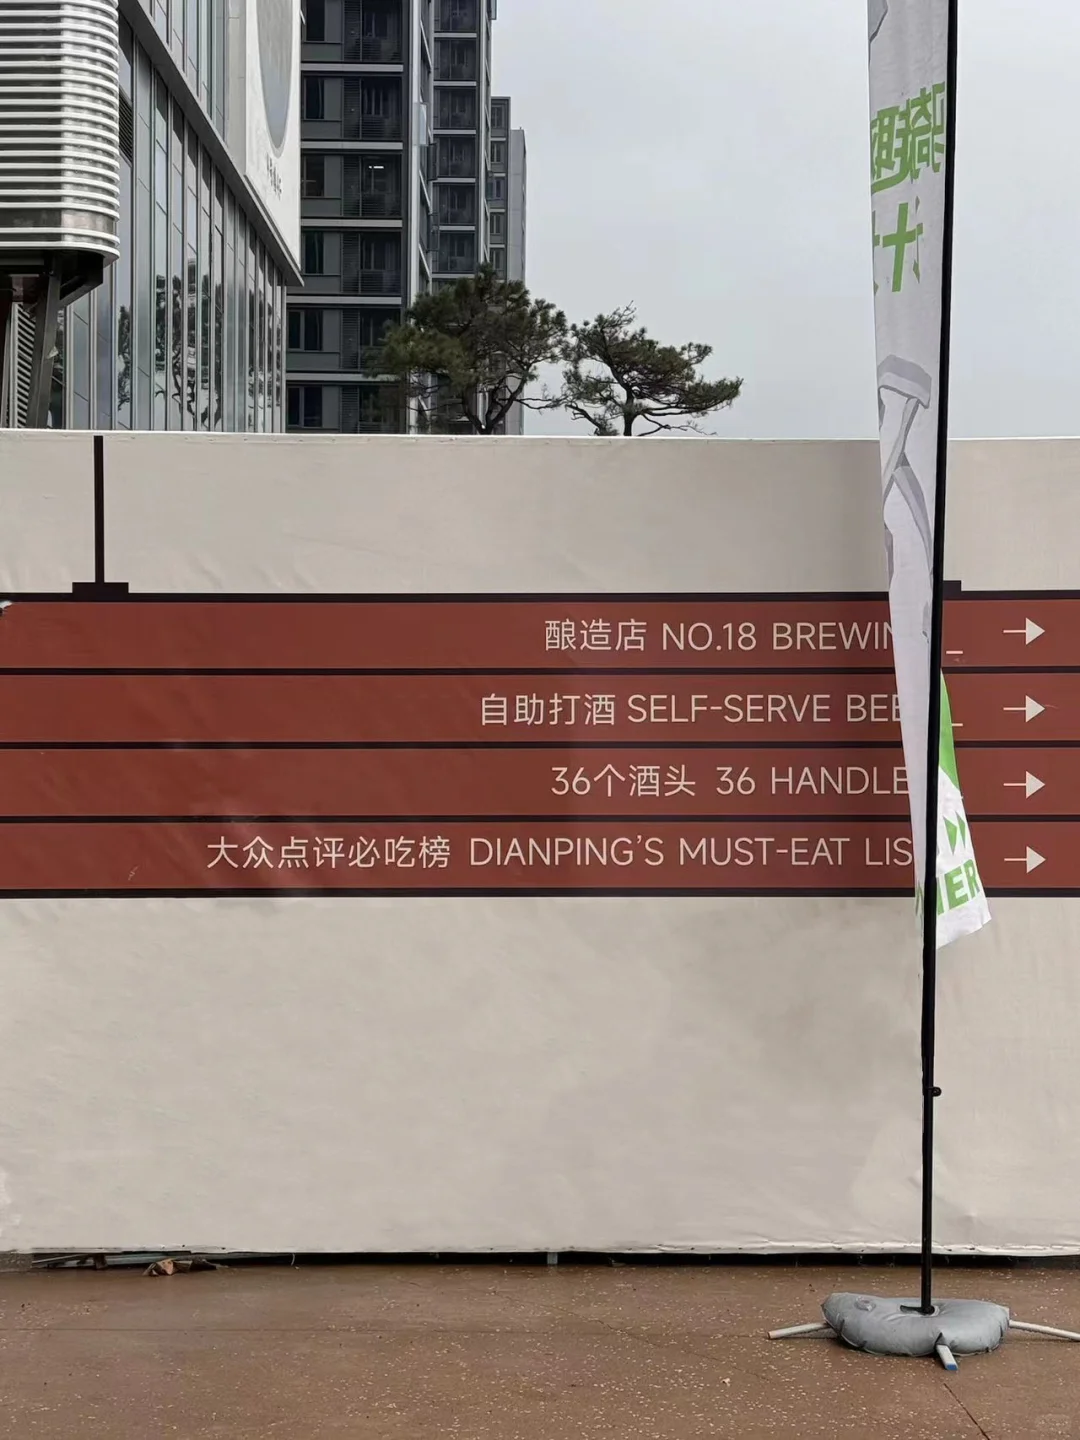 酿造店 NO.18 BREWIN
自助打酒 SELF-SERVE BEE
36个酒头 36 HANDLE
大众点评必吃榜 DIANPING'S MUST-EAT LIS